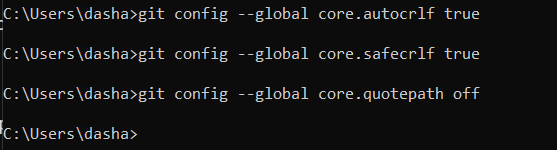 C:\Users\dasha>git config --global core.autocrlf true
C:\Users\dasha>git config --global core.safecrlf true
C:\Users\dasha>git config --global core.quotepath off
C:\Users\dasha>